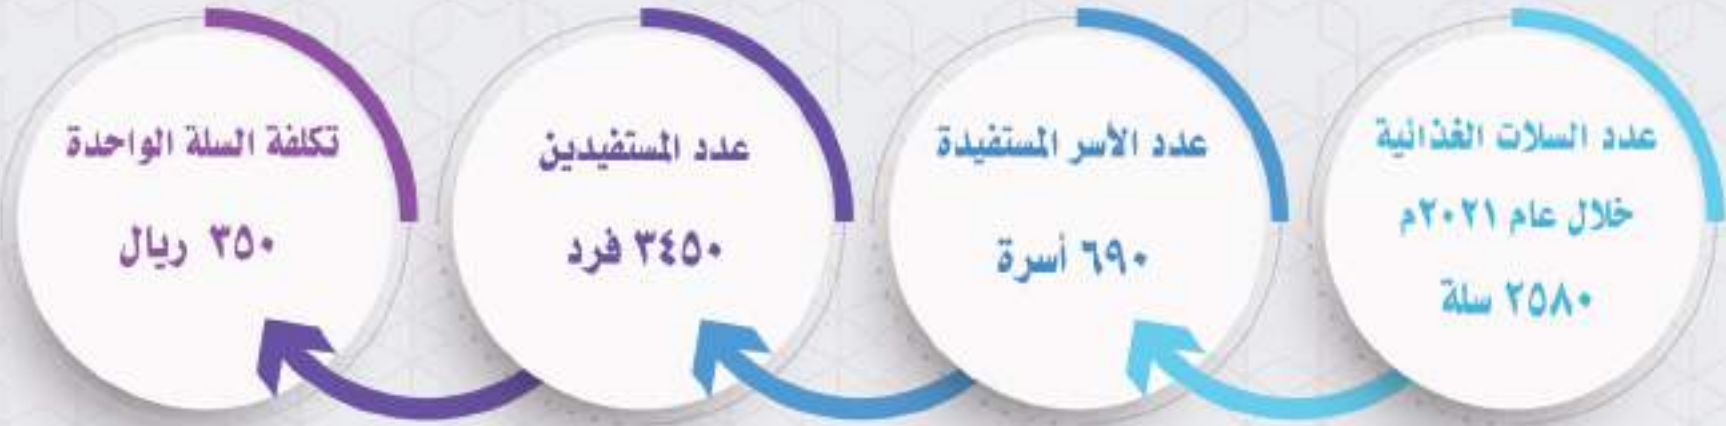 عدد السلات الغذائية
خلال عام ٢٠٢١م
٢٥٨٠ سلة
عدد الأسر المستفيدة
٦٩٠ أسرة
عدد المستفيدين
٣٤٥٠ فرد
تكلفة السلة الواحدة
٣٥٠ ريال